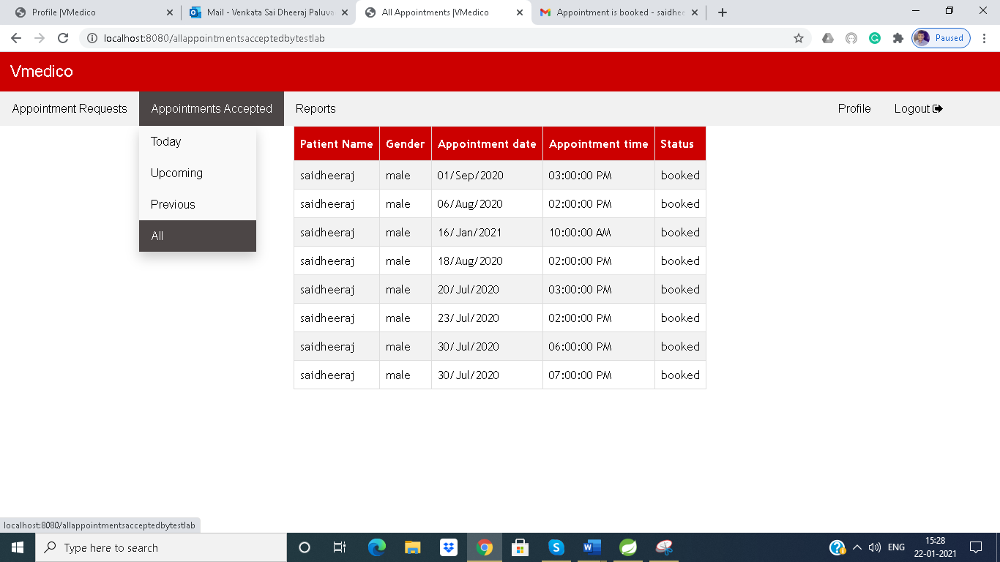 Profile |VMedico
Mail - Venkata Sai Dheeraj Paluva
All Appointments |VMedico
Appointment is booked - saidhee
localhost:8080/allappointmentsacceptedbytestlab
Paused
Vmedico
Appointment Requests Appointments Accepted Reports Profile Logout
Today
Upcoming
Previous
All
Patient Name Gender Appointment date Appointment time Status
saidheeraj male 01/Sep/2020 03:00:00 PM booked
saidheeraj male 06/Aug/2020 02:00:00 PM booked
saidheeraj male 16/Jan/2021 10:00:00 AM booked
saidheeraj male 18/Aug/2020 02:00:00 PM booked
saidheeraj male 20/Jul/2020 03:00:00 PM booked
saidheeraj male 23/Jul/2020 02:00:00 PM booked
saidheeraj male 30/Jul/2020 06:00:00 PM booked
saidheeraj male 30/Jul/2020 07:00:00 PM booked
localhost:8080/allappointmentsacceptedbytestlab
Type here to search
ENG
15:28
22-01-2021